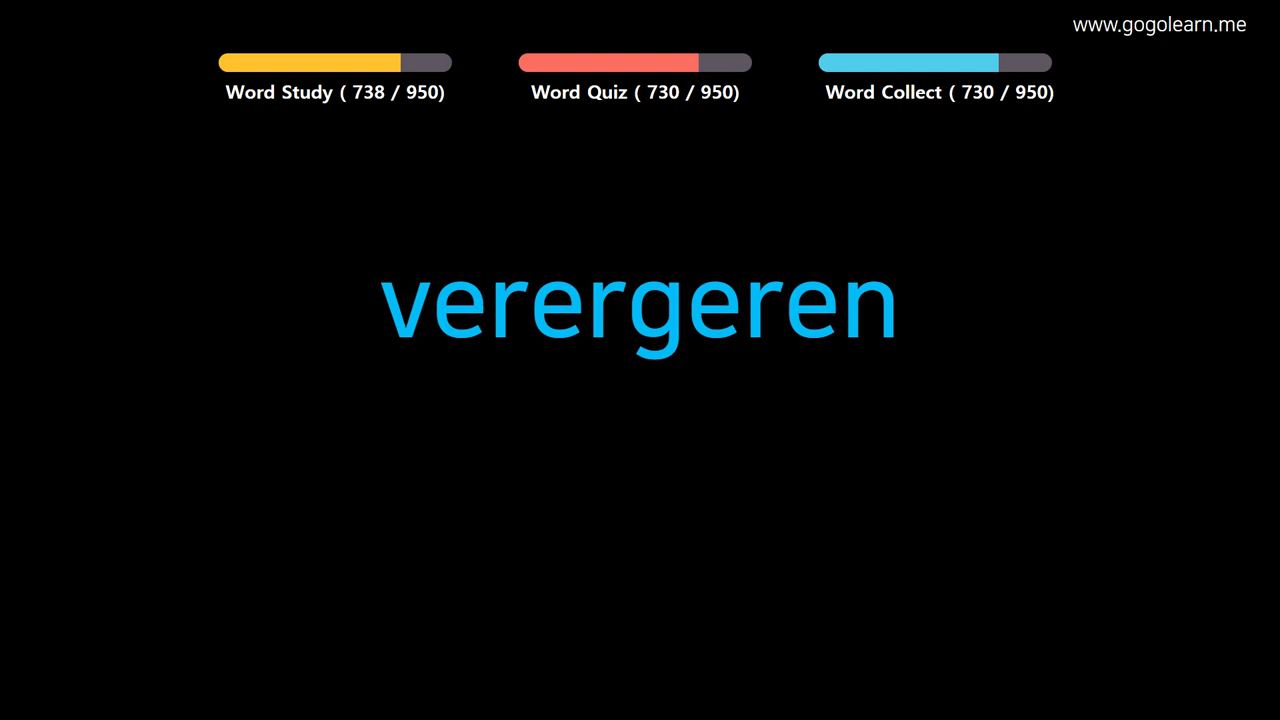 www.gogolearn.me
Word Study ( 738 / 950)
Word Quiz ( 730 / 950)
Word Collect ( 730 / 950)
verergeren